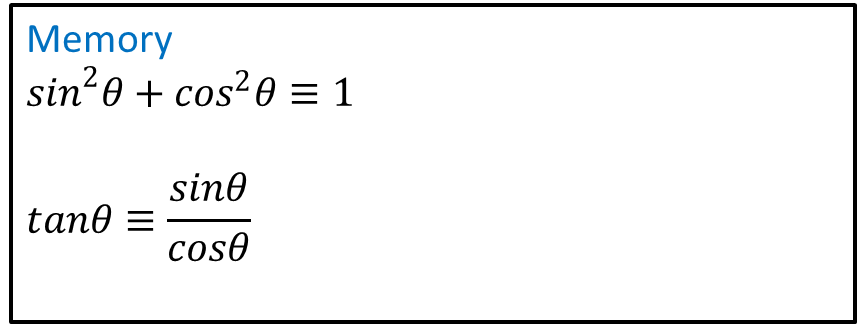 Memory
sin²θ + cos²θ ≡ 1
tanθ ≡ sinθ/cosθ